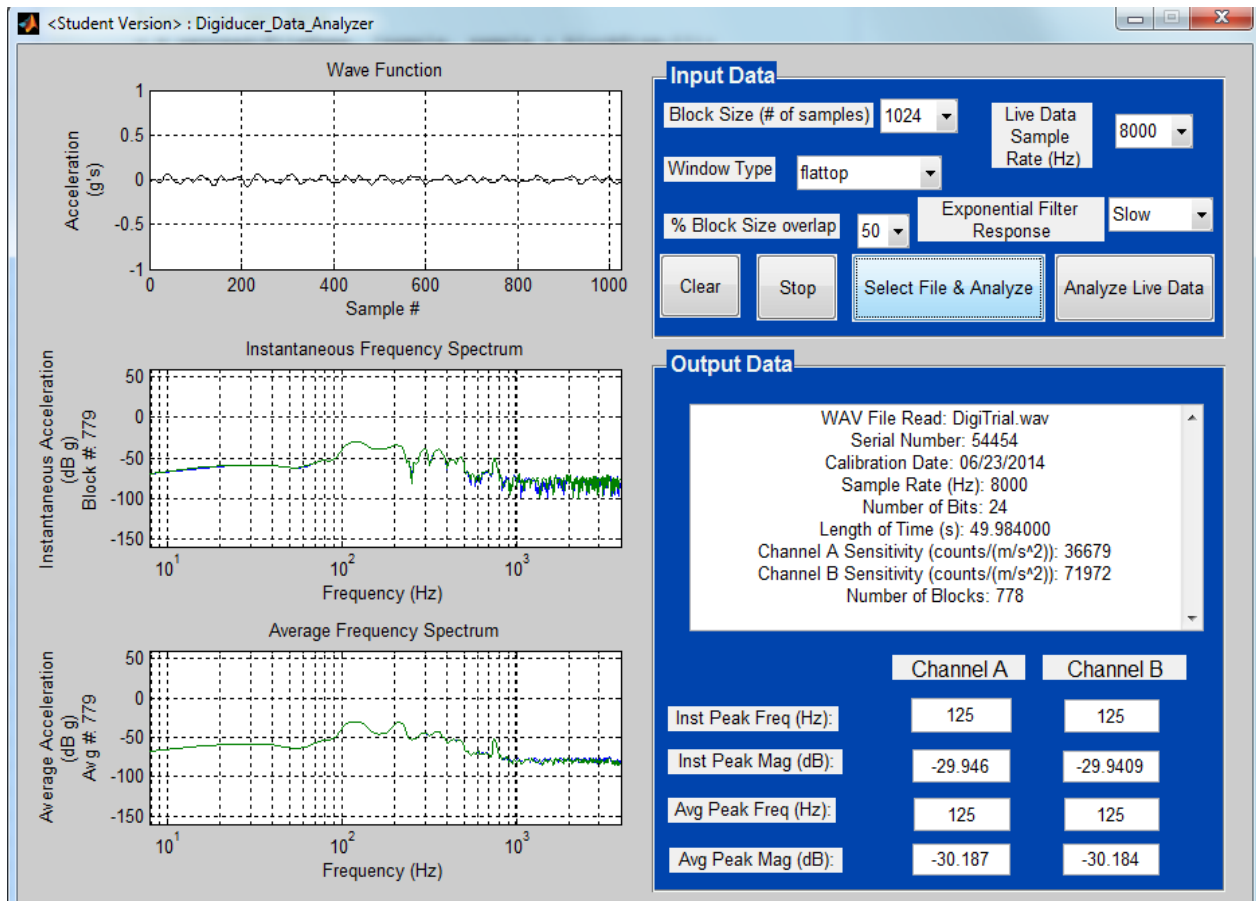 <Student Version> : Digiducer_Data_Analyzer
Wave Function
Acceleration
(g's)
1
0.5
0
-0.5
-1
0 200 400 600 800 1000
Sample #
Instantaneous Frequency Spectrum
Instantaneous Acceleration
(dB g)
Block #: 779
50
0
-50
-100
-150
10^1 10^2 10^3
Frequency (Hz)
Average Frequency Spectrum
Average Acceleration
(dB g)
Avg #: 779
50
0
-50
-100
-150
10^1 10^2 10^3
Frequency (Hz)
Input Data
Block Size (# of samples) 1024
Live Data
Sample
Rate (Hz)
8000
Window Type flattop
% Block Size overlap 50
Exponential Filter
Response
Slow
Clear Stop Select File & Analyze Analyze Live Data
Output Data
WAV File Read: DigiTrial.wav
Serial Number: 54454
Calibration Date: 06/23/2014
Sample Rate (Hz): 8000
Number of Bits: 24
Length of Time (s): 49.984000
Channel A Sensitivity (counts/(m/s^2)): 36679
Channel B Sensitivity (counts/(m/s^2)): 71972
Number of Blocks: 778
Channel A Channel B
Inst Peak Freq (Hz): 125 125
Inst Peak Mag (dB): -29.946 -29.9409
Avg Peak Freq (Hz): 125 125
Avg Peak Mag (dB): -30.187 -30.184